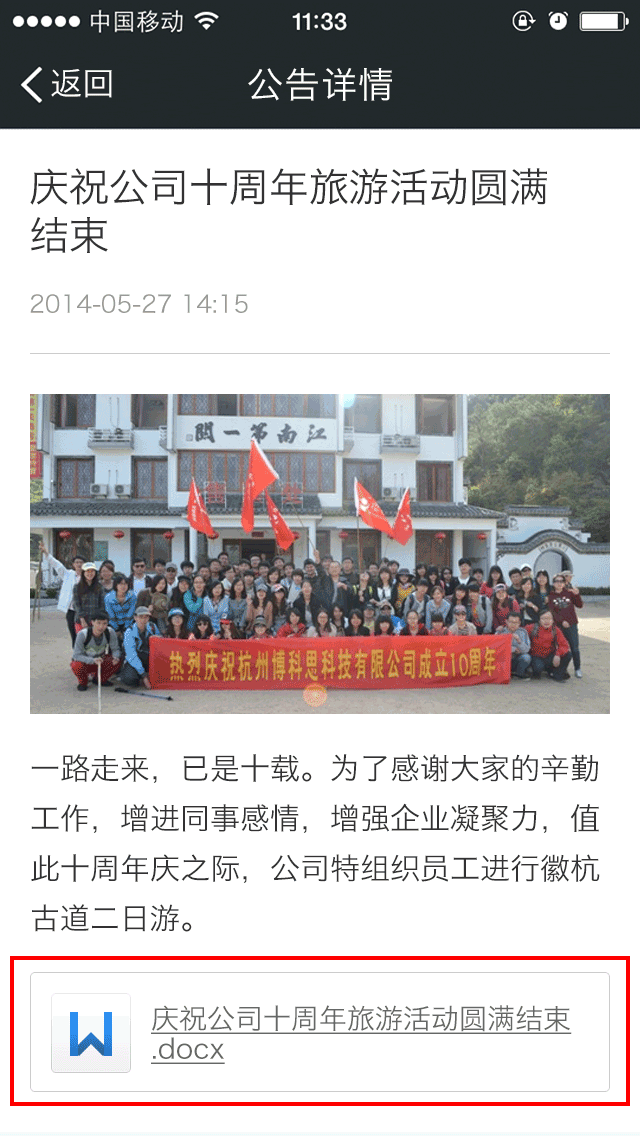 中国移动
11:33
返回
公告详情
庆祝公司十周年旅游活动圆满
结束
2014-05-27 14:15
江南第一関
热烈庆祝杭州博科思科技有限公司成立10周年
一路走来，已是十载。为了感谢大家的辛勤
工作，增进同事感情，增强企业凝聚力，值
此十周年庆之际，公司特组织员工进行徽杭
古道二日游。
庆祝公司十周年旅游活动圆满结束
.docx